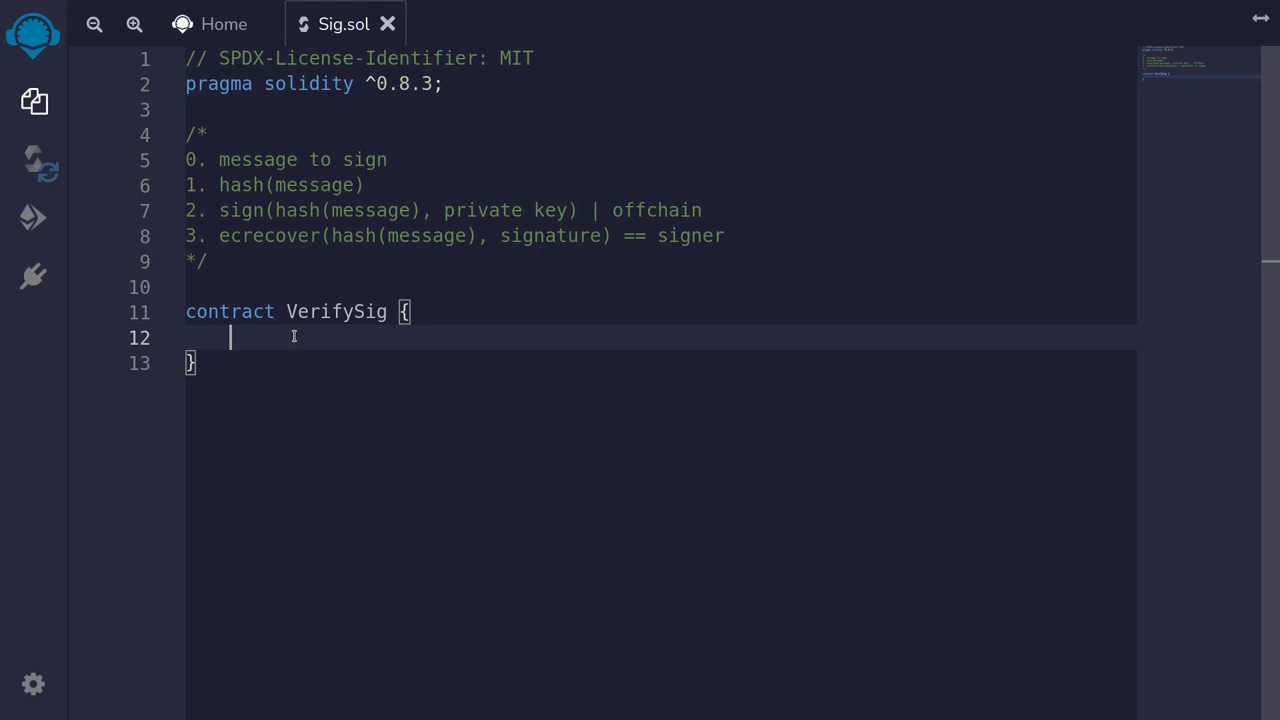 Home
Sig.sol
1 // SPDX-License-Identifier: MIT
2 pragma solidity ^0.8.3;
3
4 /*
5 0. message to sign
6 1. hash(message)
7 2. sign(hash(message), private key) | offchain
8 3. ecrecover(hash(message), signature) == signer
9 */
10
11 contract VerifySig {
12
13 }